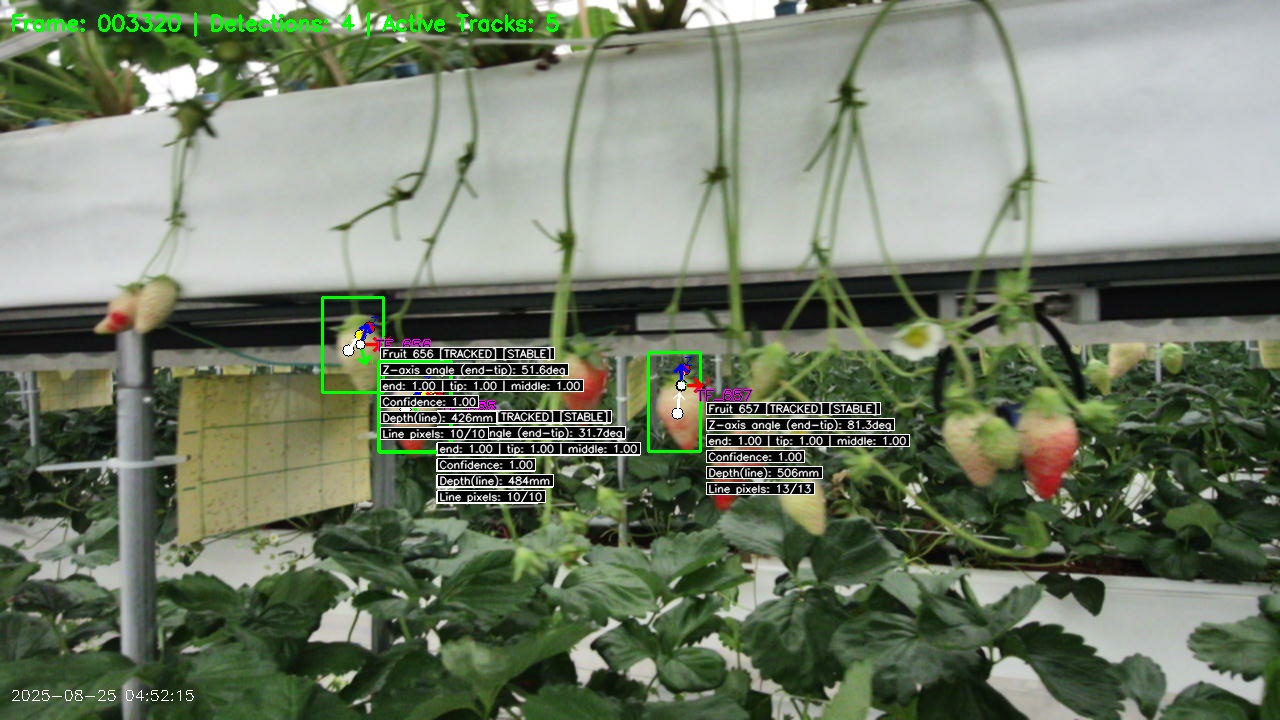 Frame: 003320 | Detections: 4 | Active Tracks: 5
Fruit 656 [TRACKED] [STABLE]
Z-axis angle (end-tip): 51.6deg
end: 1.00 | tip: 1.00 | middle: 1.00
Confidence: 1.00
Depth(line): 426mm
Line pixels: 10/10
[TRACKED] [STABLE]
ngle (end-tip): 31.7deg
end: 1.00 | tip: 1.00 | middle: 1.00
Confidence: 1.00
Depth(line): 484mm
Line pixels: 10/10
TF_657
Fruit 657 [TRACKED] [STABLE]
Z-axis angle (end-tip): 81.3deg
end: 1.00 | tip: 1.00 | middle: 1.00
Confidence: 1.00
Depth(line): 506mm
Line pixels: 13/13
2025-08-25 04:52:15